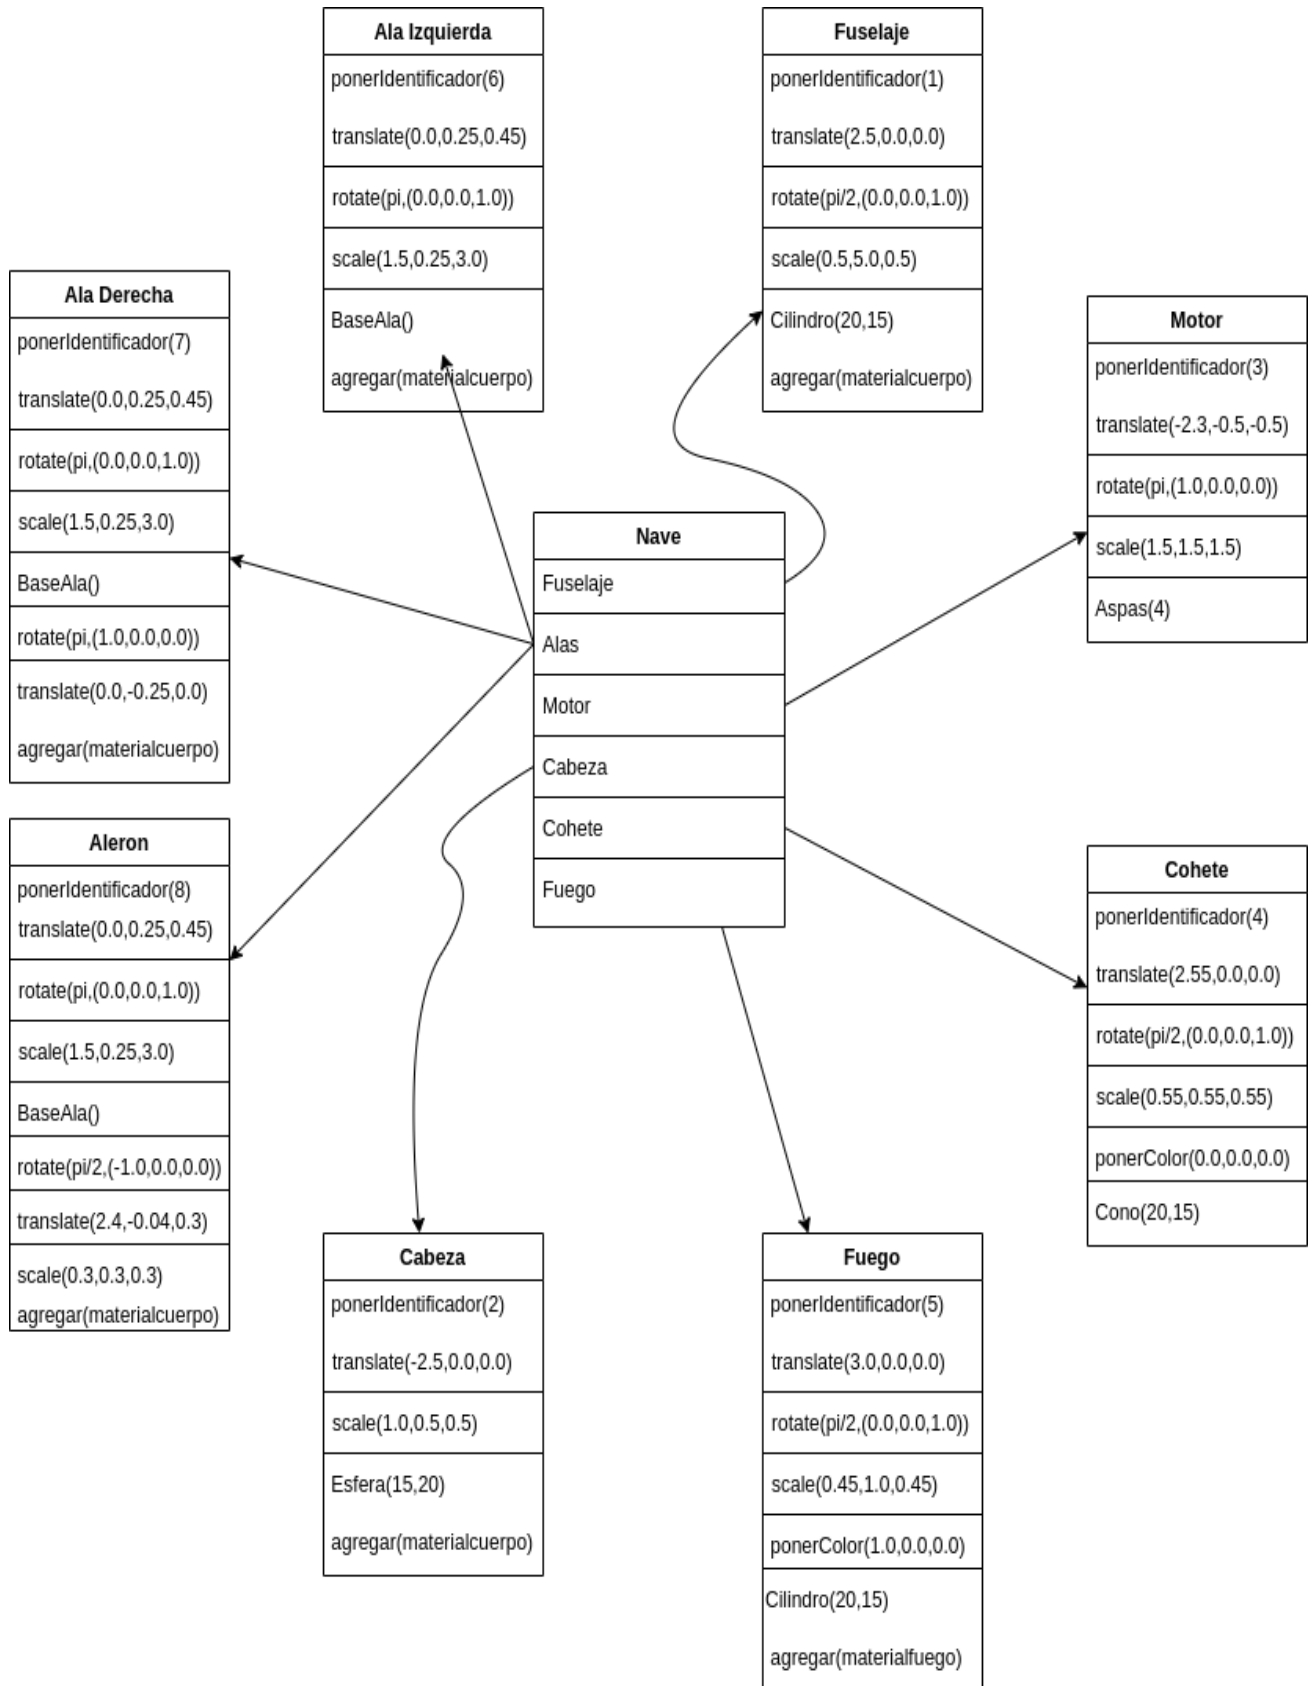 Ala Izquierda
ponerIdentificador(6)
translate(0.0,0.25,0.45)
rotate(pi,(0.0,0.0,1.0))
scale(1.5,0.25,3.0)
BaseAla()
agregar(materialcuerpo)
Fuselaje
ponerIdentificador(1)
translate(2.5,0.0,0.0)
rotate(pi/2,(0.0,0.0,1.0))
scale(0.5,5.0,0.5)
Cilindro(20,15)
agregar(materialcuerpo)
Ala Derecha
ponerIdentificador(7)
translate(0.0,0.25,0.45)
rotate(pi,(0.0,0.0,1.0))
scale(1.5,0.25,3.0)
BaseAla()
rotate(pi,(1.0,0.0,0.0))
translate(0.0,-0.25,0.0)
agregar(materialcuerpo)
Motor
ponerIdentificador(3)
translate(-2.3,-0.5,-0.5)
rotate(pi,(1.0,0.0,0.0))
scale(1.5,1.5,1.5)
Aspas(4)
Nave
Fuselaje
Alas
Motor
Cabeza
Cohete
Fuego
Aleron
ponerIdentificador(8)
translate(0.0,0.25,0.45)
rotate(pi,(0.0,0.0,1.0))
scale(1.5,0.25,3.0)
BaseAla()
rotate(pi/2,(-1.0,0.0,0.0))
translate(2.4,-0.04,0.3)
scale(0.3,0.3,0.3)
agregar(materialcuerpo)
Cohete
ponerIdentificador(4)
translate(2.55,0.0,0.0)
rotate(pi/2,(0.0,0.0,1.0))
scale(0.55,0.55,0.55)
ponerColor(0.0,0.0,0.0)
Cono(20,15)
Cabeza
ponerIdentificador(2)
translate(-2.5,0.0,0.0)
scale(1.0,0.5,0.5)
Esfera(15,20)
agregar(materialcuerpo)
Fuego
ponerIdentificador(5)
translate(3.0,0.0,0.0)
rotate(pi/2,(0.0,0.0,1.0))
scale(0.45,1.0,0.45)
ponerColor(1.0,0.0,0.0)
Cilindro(20,15)
agregar(materialfuego)